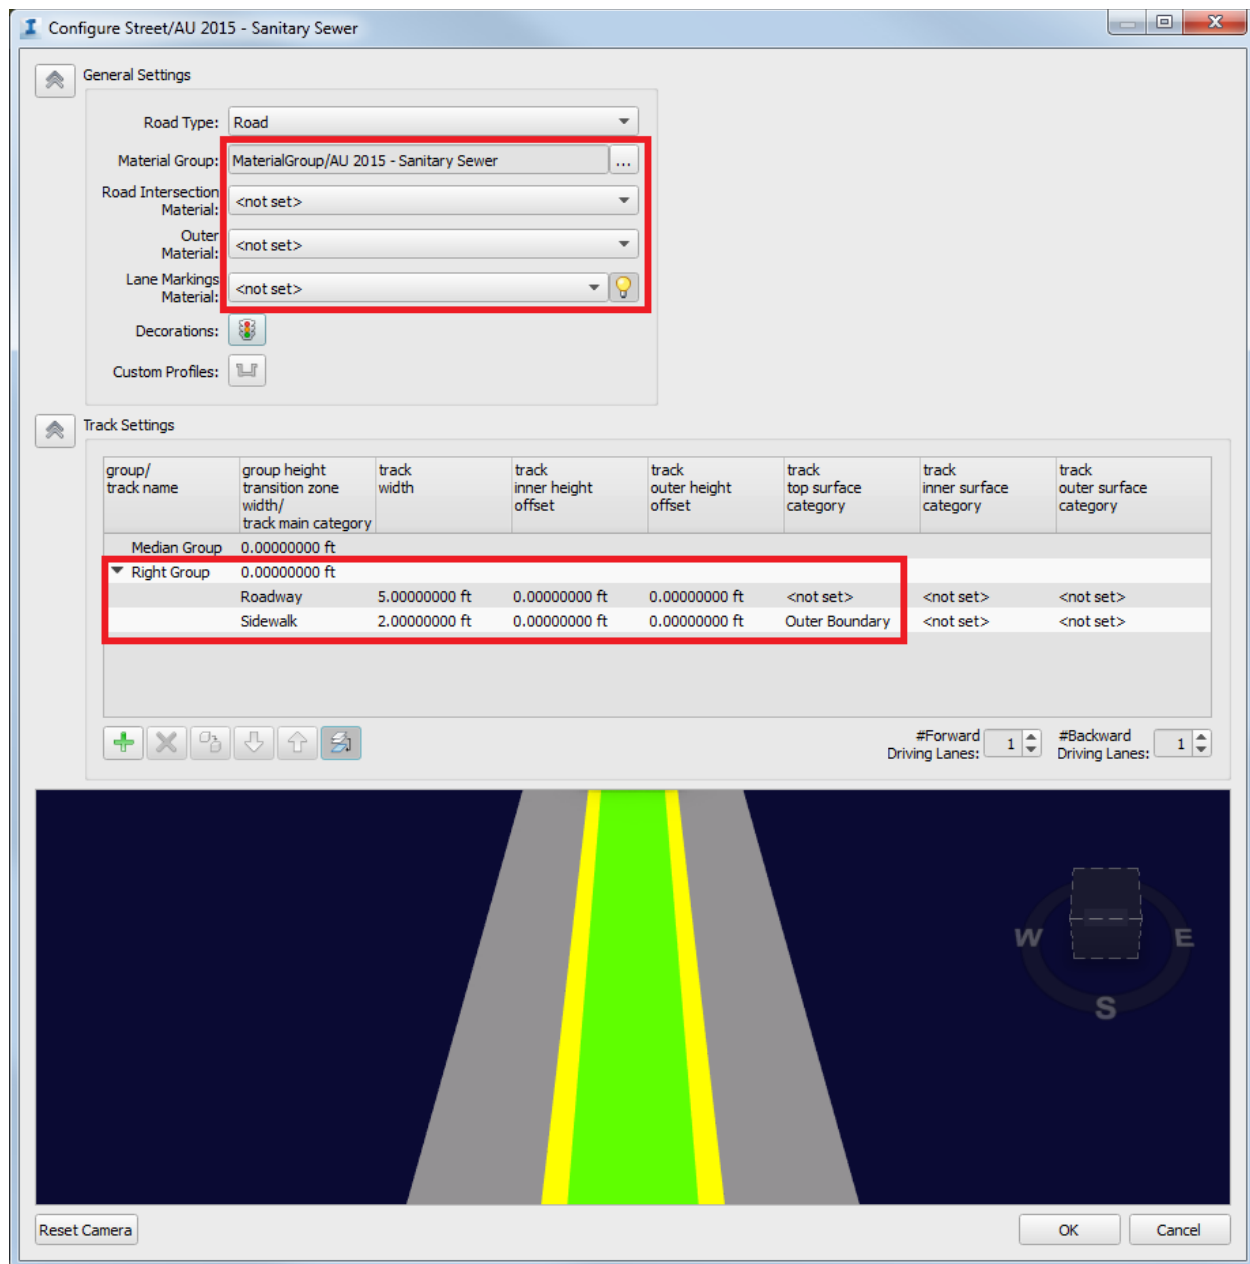 Configure Street/AU 2015 - Sanitary Sewer
General Settings
Road Type: Road
Material Group: MaterialGroup/AU 2015 - Sanitary Sewer ...
Road Intersection
Material: <not set>
Outer
Material: <not set>
Lane Markings
Material: <not set>
Decorations:
Custom Profiles:
Track Settings
group/ group height track track track track track track
track name transition zone width inner height outer height top surface inner surface outer surface
width/ offset offset category category category
track main category
Median Group 0.00000000 ft
Right Group 0.00000000 ft
Roadway 5.00000000 ft 0.00000000 ft 0.00000000 ft <not set> <not set> <not set>
Sidewalk 2.00000000 ft 0.00000000 ft 0.00000000 ft Outer Boundary <not set> <not set>
#Forward #Backward
Driving Lanes: 1 Driving Lanes: 1
W E
S
Reset Camera OK Cancel